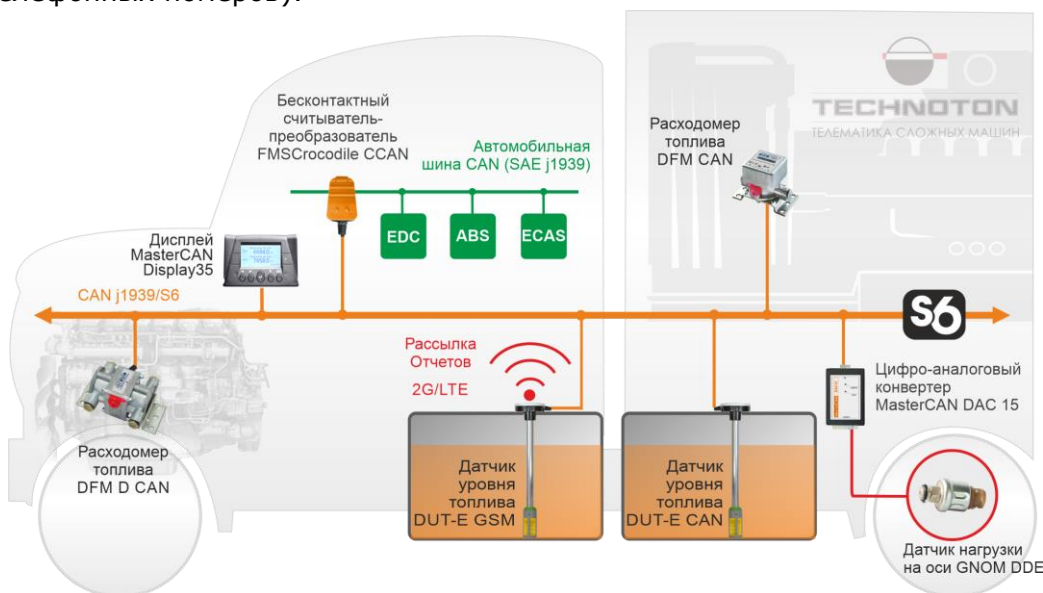 Бесконтактный
считыватель-
преобразователь
FMSCrocodile CCAN
Автомобильная
шина CAN (SAE j1939)
EDC
ABS
ECAS
Расходомер
топлива
DFM CAN
TECHNOTON
ТЕЛЕМАТИКА СЛОЖНЫХ МАШИН
Дисплей
MasterCAN
Display35
CAN j1939/S6
S6
Рассылка
Отчетов
2G/LTE
Цифро-аналоговый
конвертер
MasterCAN DAC 15
Расходомер
топлива
DFM D CAN
Датчик
уровня
топлива
DUT-E GSM
Датчик
уровня
топлива
DUT-E CAN
Датчик нагрузки
на оси GNOM DDE